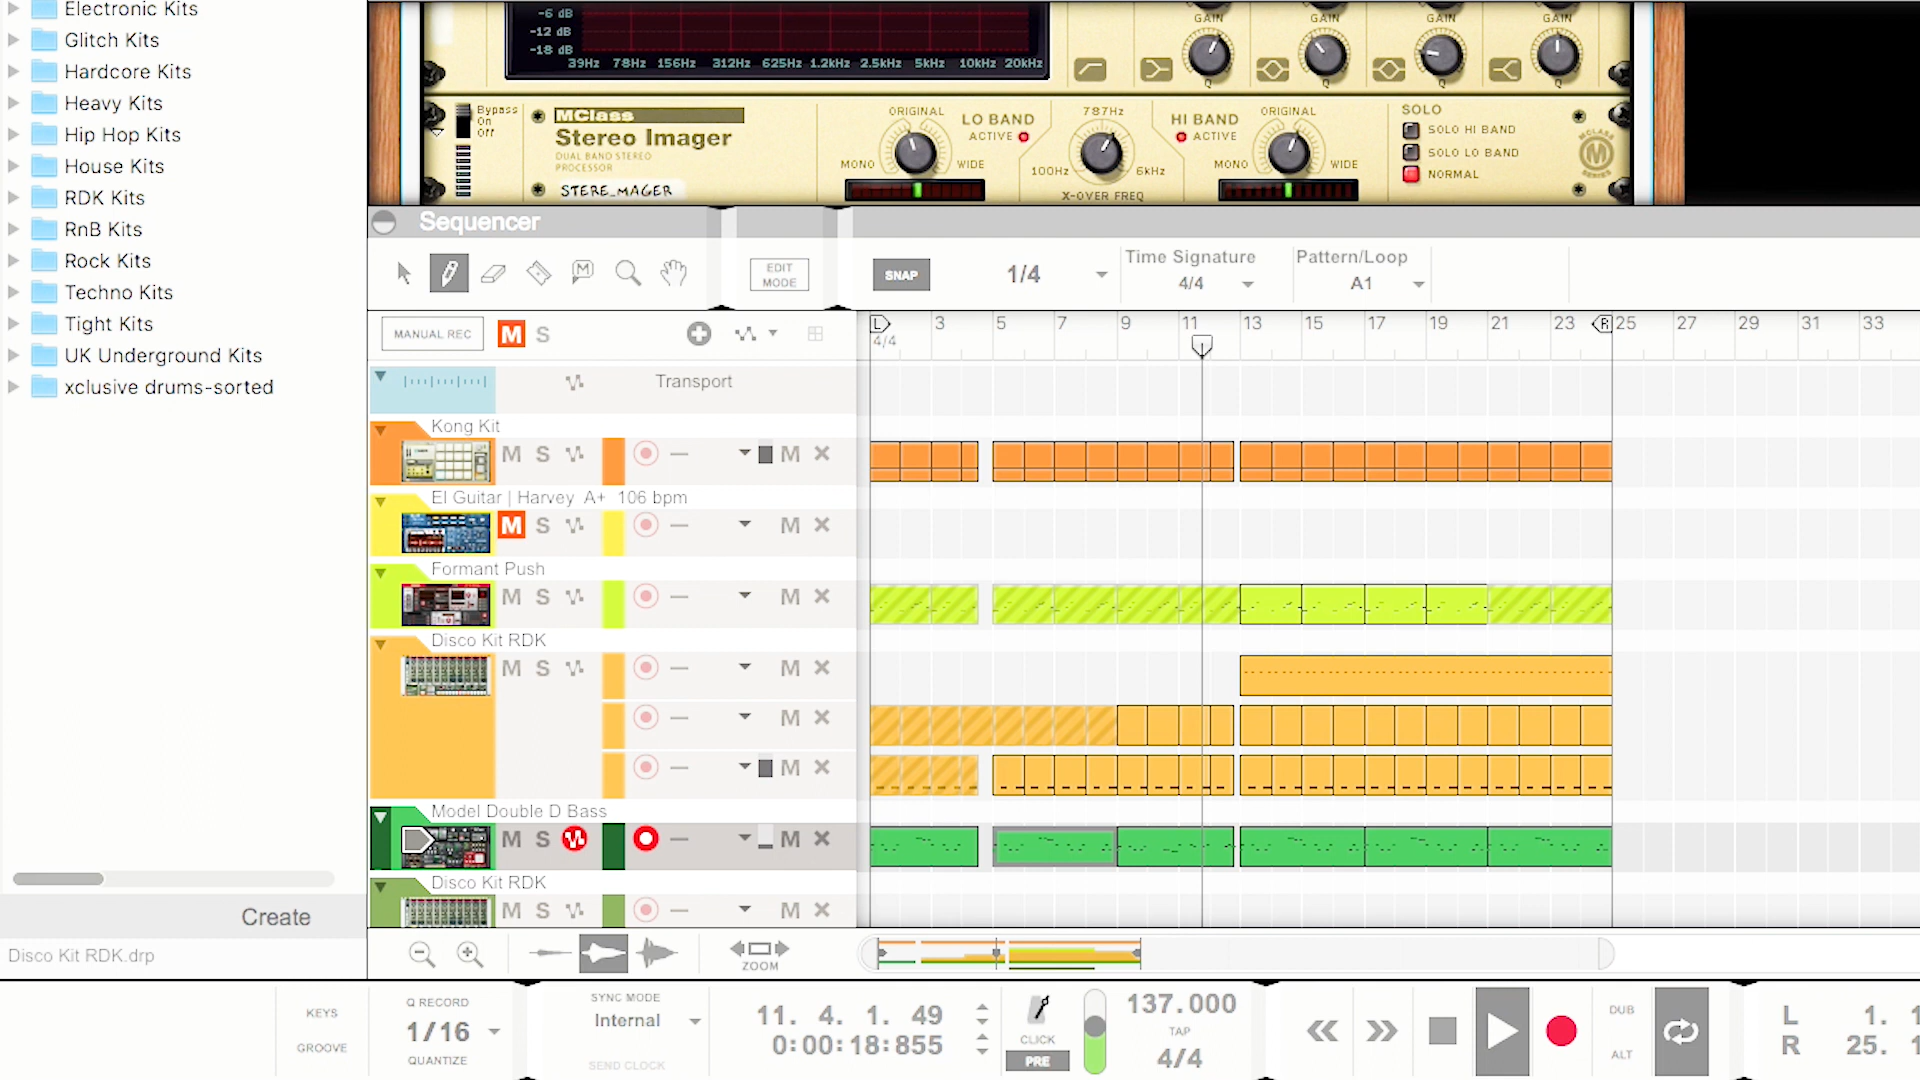 Electronic Kits
Glitch Kits
Hardcore Kits
Heavy Kits
Hip Hop Kits
House Kits
RDK Kits
RnB Kits
Rock Kits
Techno Kits
Tight Kits
UK Underground Kits
xclusive drums-sorted
Create
Disco Kit RDK.drp
-6 dB
-12 dB
-18 dB
39Hz 78Hz 156Hz 312Hz 625Hz 1.2kHz 2.5kHz 5kHz 10kHz 20kHz
GAIN GAIN GAIN GAIN
Q Q Q Q
Bypass
On
Off
MClass
Stereo Imager
DUAL BAND STEREO
PROCESSOR
STERE_MAGER
ORIGINAL
MONO WIDE
LO BAND
ACTIVE
787Hz
100Hz 6kHz
X-OVER FREQ
HI BAND
ACTIVE
ORIGINAL
MONO WIDE
SOLO
SOLO HI BAND
SOLO LO BAND
NORMAL
MCLASS
M
SERIES
Sequencer
M
EDIT
MODE
SNAP
1/4
Time Signature
4/4
Pattern/Loop
A1
MANUAL REC M S
L 3 5 7 9 11 13 15 17 19 21 23 R 25 27 29 31 33
4/4
Transport
Kong Kit
M S M
El Guitar | Harvey A+ 106 bpm
M S M
Formant Push
M S M
Disco Kit RDK
M S M
M
M
Model Double D Bass
M S M
Disco Kit RDK
M S M
ZOOM
KEYS
GROOVE
Q RECORD
1/16
QUANTIZE
SYNC MODE
Internal
SEND CLOCK
11. 4. 1. 49
0:00:18:855
CLICK
PRE
137.000
TAP
4/4
DUB
ALT
L 1. 1
R 25. 1